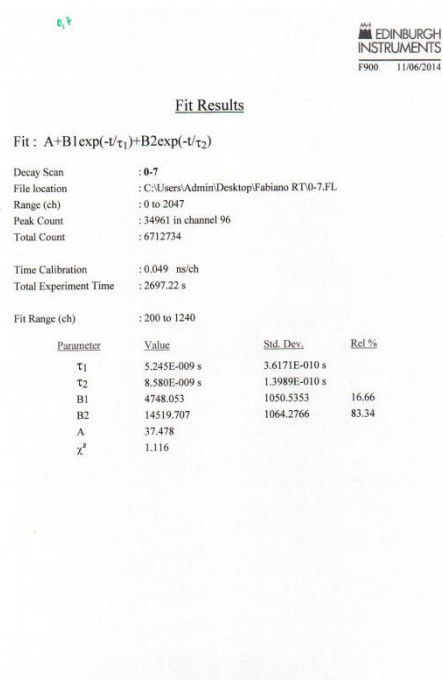 0,7
EDINBURGH
INSTRUMENTS
F900 11/06/2014
Fit Results
Fit : A+B1exp(-t/τ1)+B2exp(-t/τ2)
Decay Scan : 0-7
File location : C:\Users\Admin\Desktop\Fabiano RT\0-7.FL
Range (ch) : 0 to 2047
Peak Count : 34961 in channel 96
Total Count : 6712734
Time Calibration : 0.049 ns/ch
Total Experiment Time : 2697.22 s
Fit Range (ch) : 200 to 1240
Parameter Value Std. Dev. Rel %
τ1 5.245E-009 s 3.6171E-010 s
τ2 8.580E-009 s 1.3989E-010 s
B1 4748.053 1050.5353 16.66
B2 14519.707 1064.2766 83.34
A 37.478
χ² 1.116